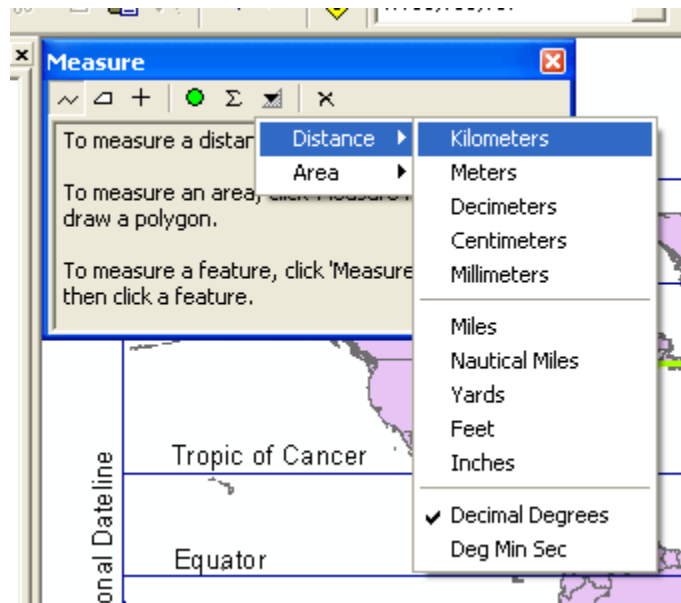 Measure
To measure a distan
To measure an area,
draw a polygon.
To measure a feature, click 'Measure
then click a feature.
Distance
Area
Kilometers
Meters
Decimeters
Centimeters
Millimeters
Miles
Nautical Miles
Yards
Feet
Inches
Decimal Degrees
Deg Min Sec
Tropic of Cancer
Equator
onal Dateline